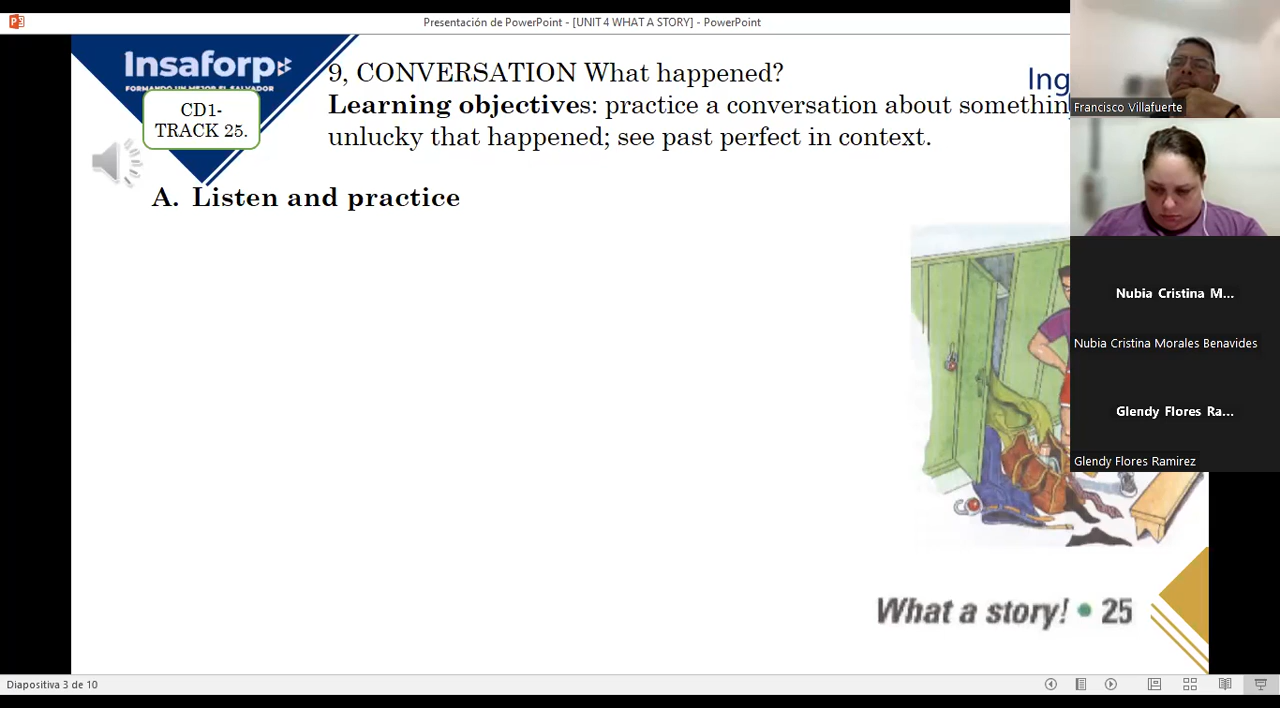 Presentación de PowerPoint - [UNIT 4 WHAT A STORY] - PowerPoint
Insaforp
FORMANDO UN MEJOR EL SALVADOR
CD1-
TRACK 25.
9, CONVERSATION What happened?
Ing
Learning objectives: practice a conversation about somethin
unlucky that happened; see past perfect in context.
A. Listen and practice
What a story! • 25
Francisco Villafuerte
Nubia Cristina M...
Nubia Cristina Morales Benavides
Glendy Flores Ra...
Glendy Flores Ramirez
Diapositiva 3 de 10